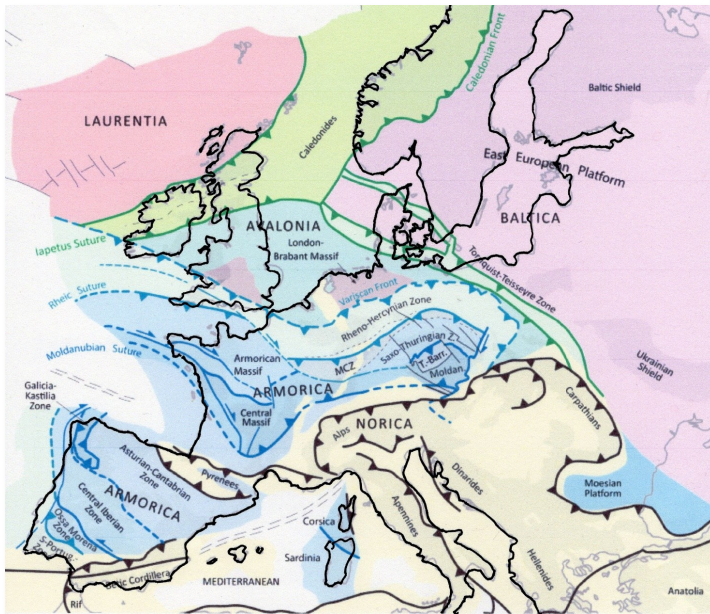 Caledonian Front
Baltic Shield
LAURENTIA
Caledonides
East European Platform
BALTICA
AVALONIA
London-
Brabant Massif
Iapetus Suture
Tornquist-Teisseyre Zone
Rheic Suture
Variscan Front
Rheno-Hercynian Zone
Moldanubian Suture
Saxo-Thuringian Z.
T.-Barr.
Moldan
MCZ
Armorican
Massif
ARMORICA
Central
Massif
Ukrainian
Shield
Galicia-
Kastilia
Zone
Carpathians
NORICA
Alps
Asturian-Cantabrian
Zone
Pyrenees
Dinarides
Moesian
Platform
ARMORICA
Central Iberian
Zone
Ossa Morena
Zone
S-Portug.-
Zone
Apennines
Corsica
Sardinia
Hellenides
Betic Cordillera
MEDITERRANEAN
Anatolia
Rif